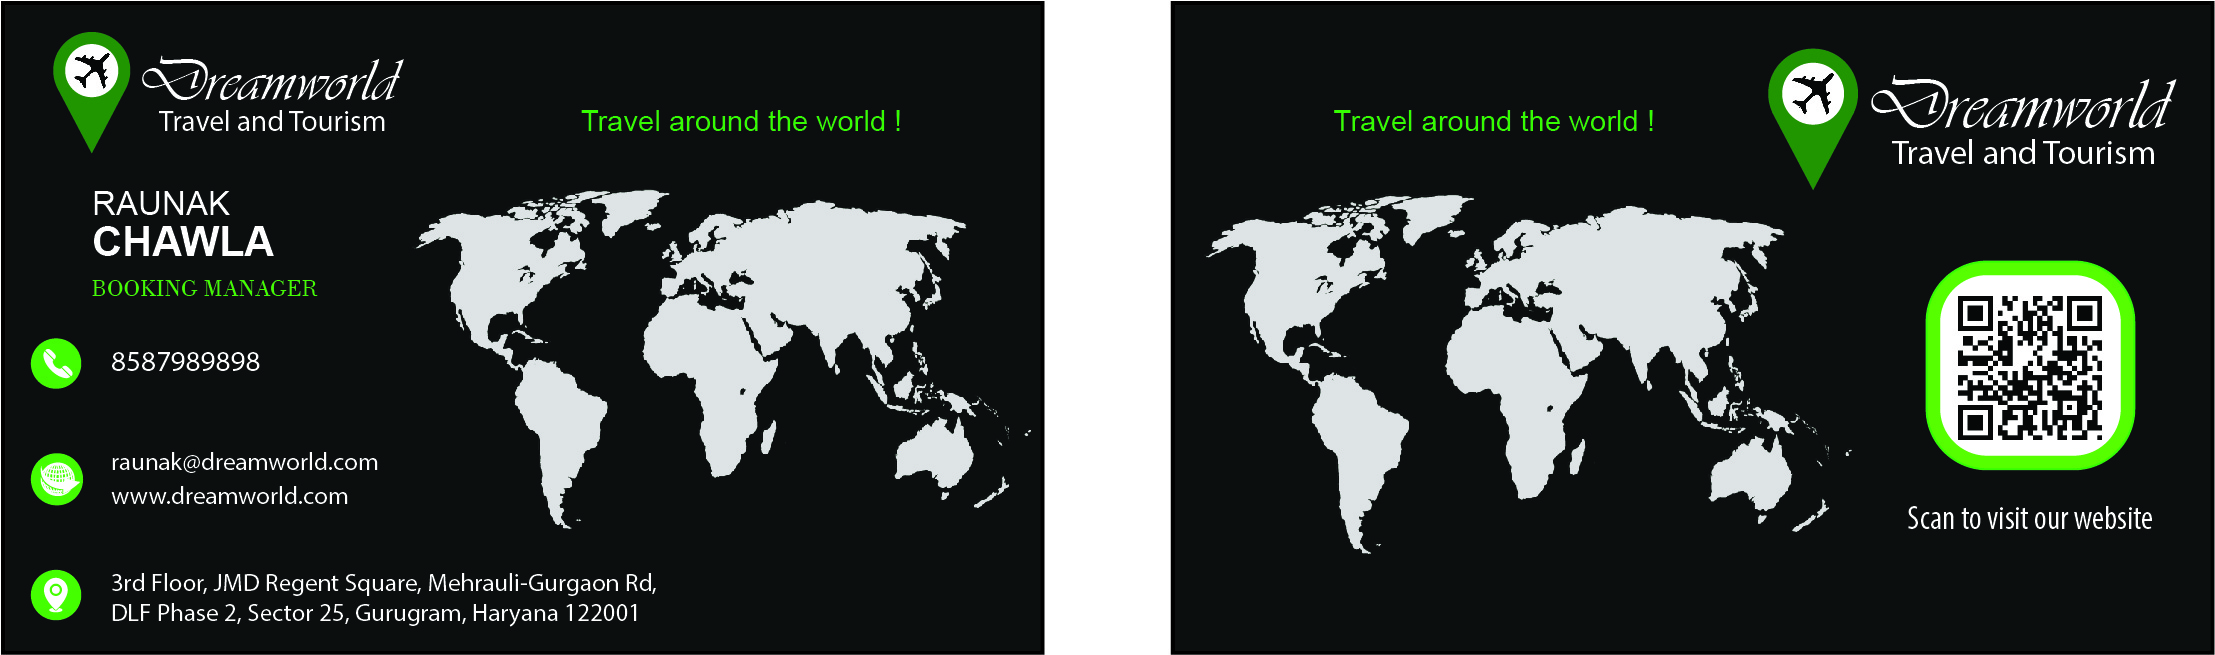 Dreamworld
Travel and Tourism
Travel around the world !
RAUNAK
CHAWLA
BOOKING MANAGER
8587989898
raunak@dreamworld.com
www.dreamworld.com
3rd Floor, JMD Regent Square, Mehrauli-Gurgaon Rd,
DLF Phase 2, Sector 25, Gurugram, Haryana 122001
Travel around the world !
Dreamworld
Travel and Tourism
Scan to visit our website